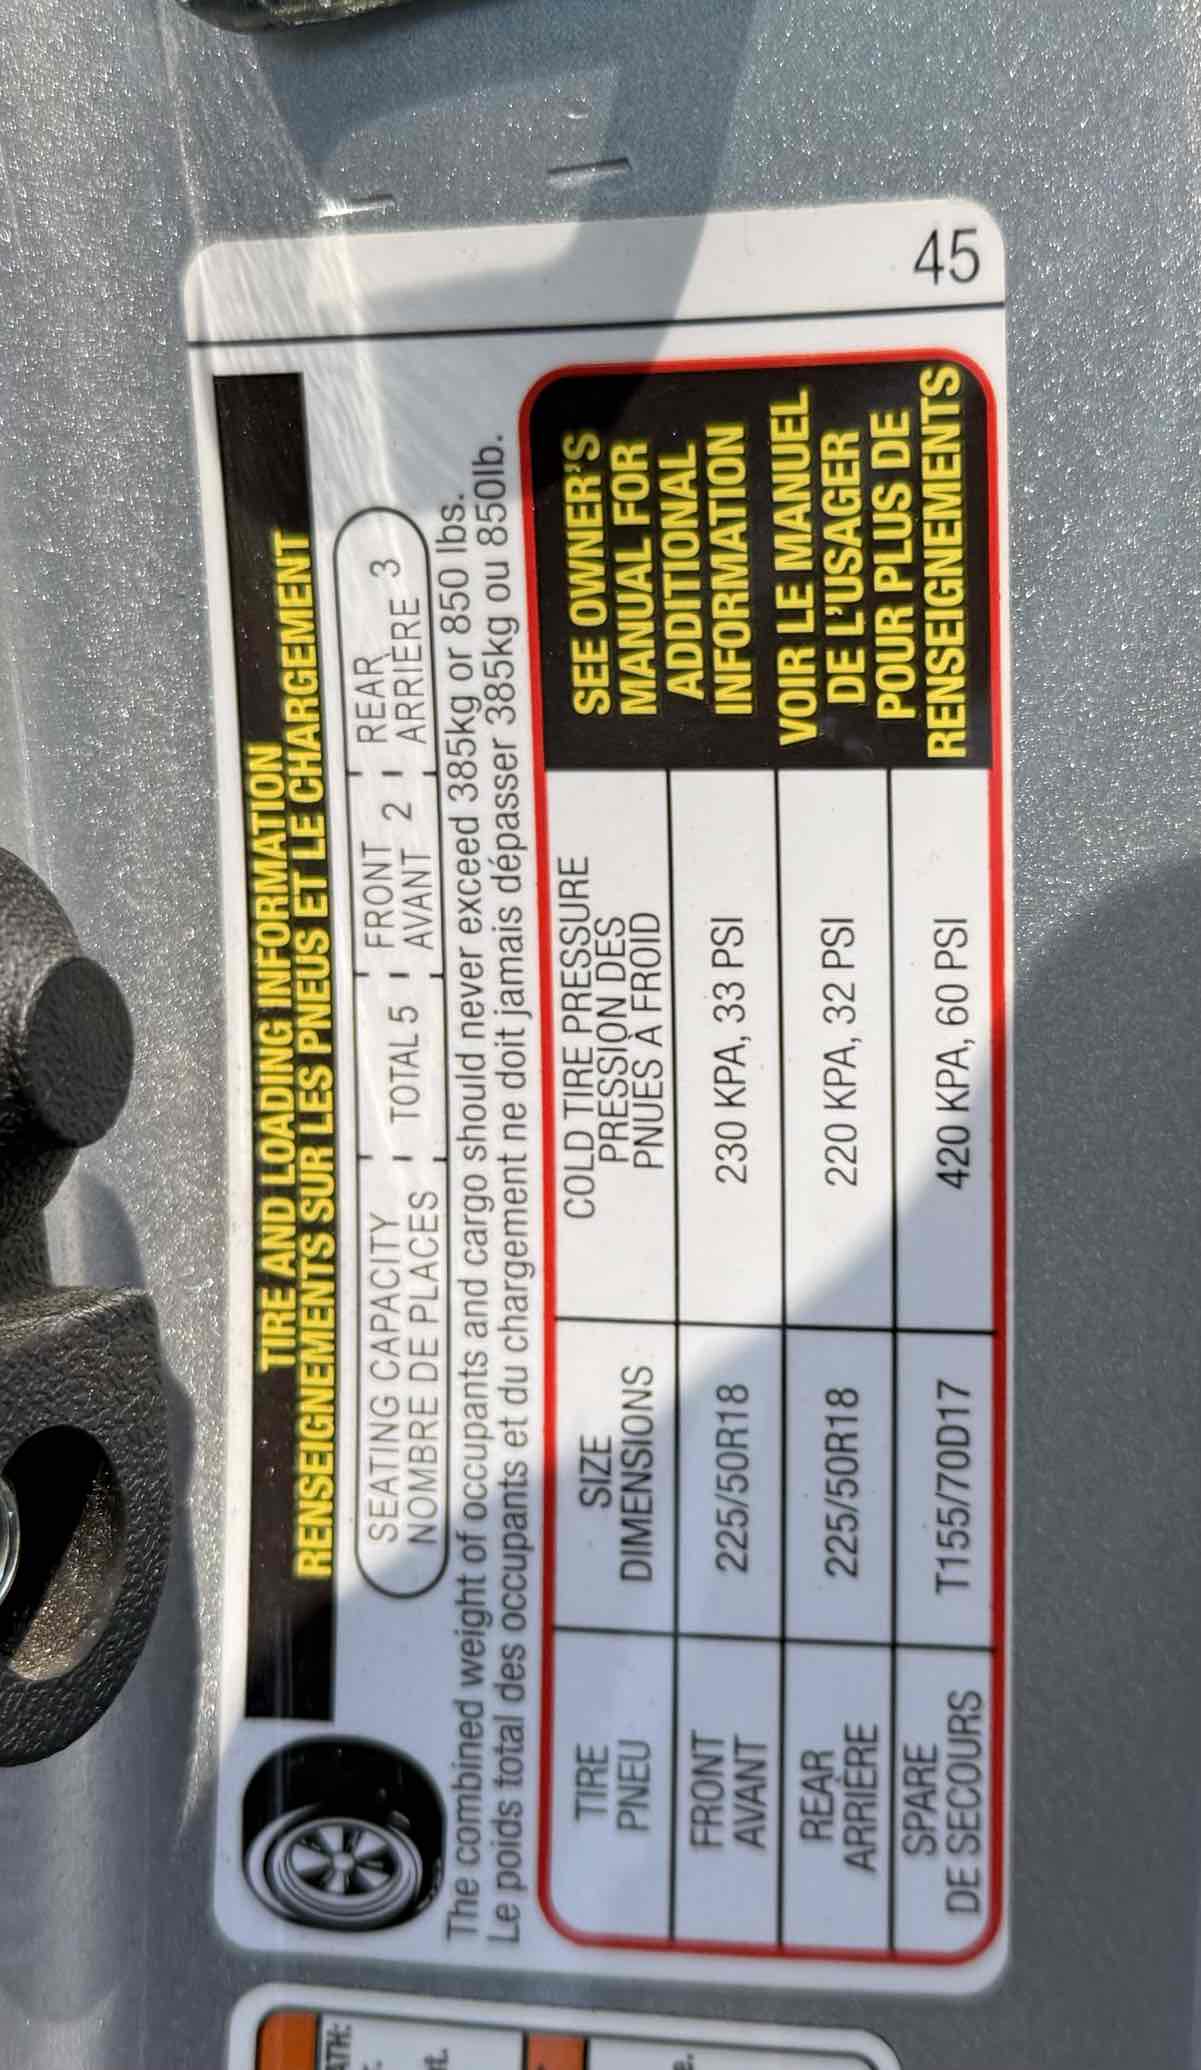 TIRE AND LOADING INFORMATION
RENSEIGNEMENTS SUR LES PNEUS ET LE CHARGEMENT
SEATING CAPACITY TOTAL 5 FRONT 2 REAR 3
NOMBRE DE PLACES AVANT ARRIÈRE
The combined weight of occupants and cargo should never exceed 385kg or 850 lbs.
Le poids total des occupants et du chargement ne doit jamais dépasser 385kg ou 850lb.
TIRE
PNEU
SIZE
DIMENSIONS
COLD TIRE PRESSURE
PRESSION DES
PNUES À FROID
FRONT
AVANT
225/50R18
230 KPA, 33 PSI
REAR
ARRIÈRE
225/50R18
220 KPA, 32 PSI
SPARE
DE SECOURS
T155/70D17
420 KPA, 60 PSI
SEE OWNER'S
MANUAL FOR
ADDITIONAL
INFORMATION
VOIR LE MANUEL
DE L'USAGER
POUR PLUS DE
RENSEIGNEMENTS
45